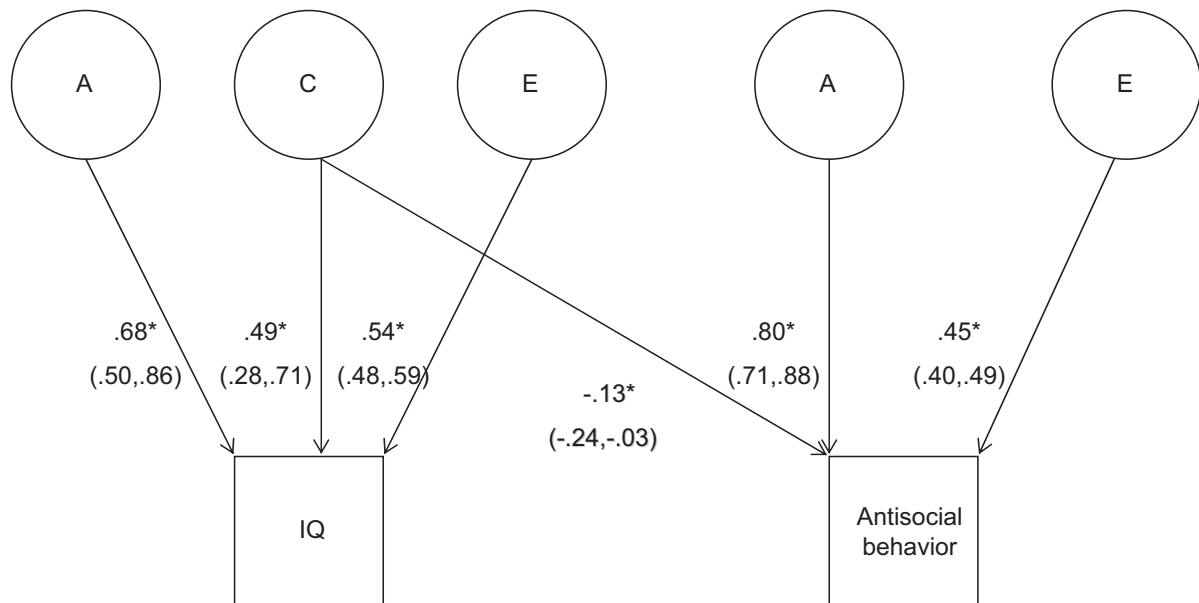 A
C
E
A
E
.68*
(.50,.86)
.49*
(.28,.71)
.54*
(.48,.59)
-.13*
(-.24,-.03)
.80*
(.71,.88)
.45*
(.40,.49)
IQ
Antisocial
behavior